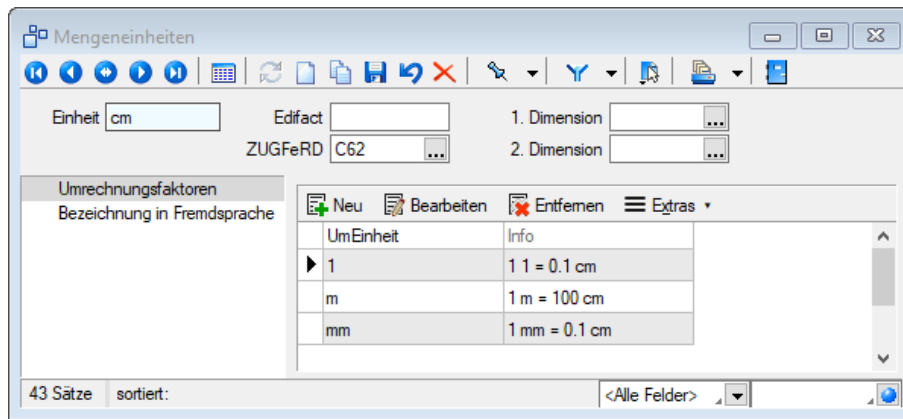 Mengeneinheiten
Einheit cm Edifact 1. Dimension ...
ZUGFeRD C62 ... 2. Dimension ...
Umrechnungsfaktoren
Bezeichnung in Fremdsprache
Neu Bearbeiten Entfernen Extras
UmEinheit Info
1 1 1 = 0.1 cm
m 1 m = 100 cm
mm 1 mm = 0.1 cm
43 Sätze sortiert: <Alle Felder>